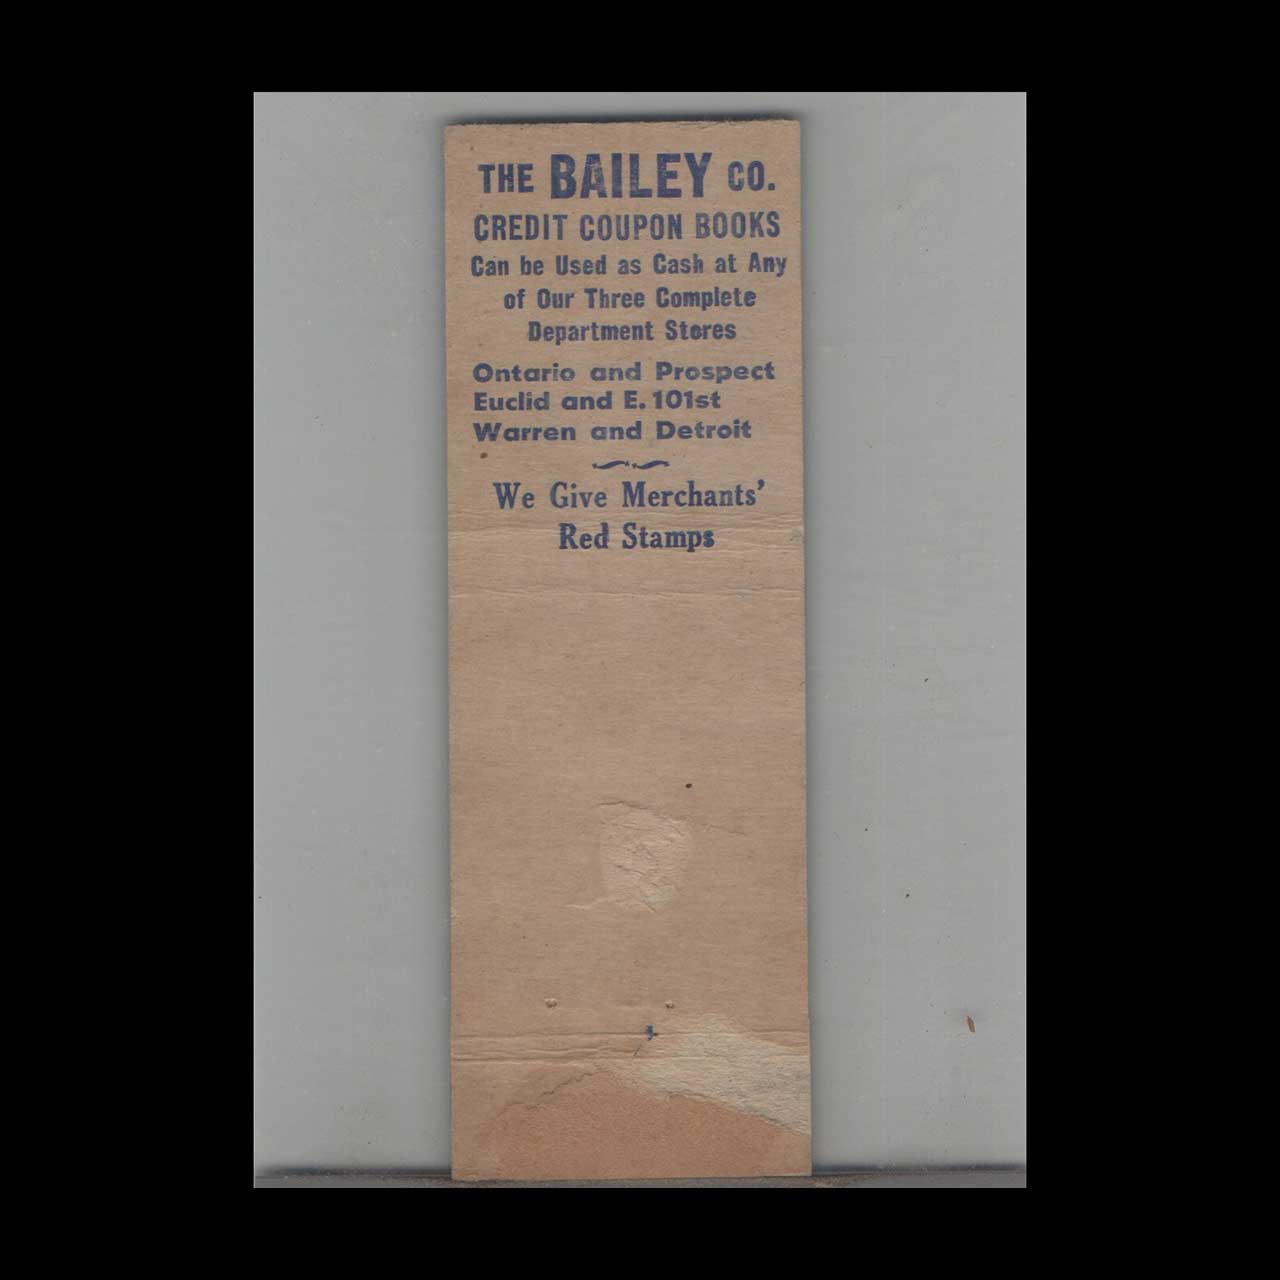 THE BAILEY CO.
CREDIT COUPON BOOKS
Can be Used as Cash at Any
of Our Three Complete
Department Stores
Ontario and Prospect
Euclid and E. 101st
Warren and Detroit
We Give Merchants'
Red Stamps